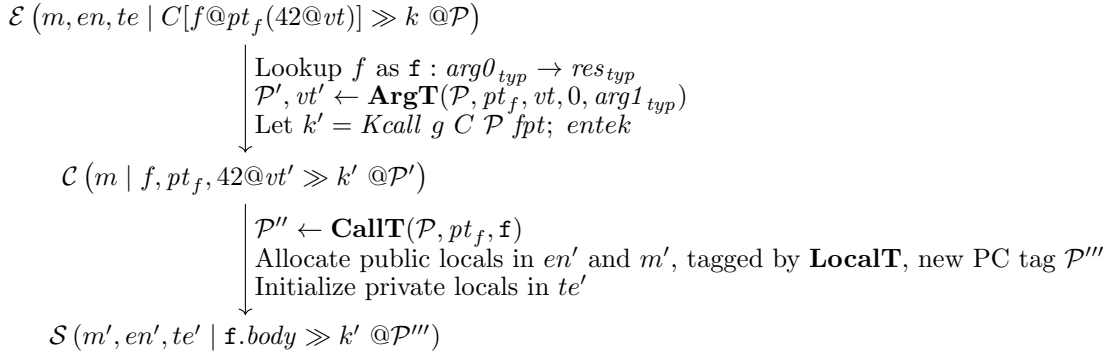 ℰ (m, en, te | C[f@pt_f(42@vt)] ≫ k @𝒫)
Lookup f as f : arg0_typ → res_typ
𝒫′, vt′ ← ArgT(𝒫, pt_f, vt, 0, arg1_typ)
Let k′ = Kcall g C 𝒫 fpt; entek
𝒞 (m | f, pt_f, 42@vt′ ≫ k′ @𝒫′)
𝒫″ ← CallT(𝒫, pt_f, f)
Allocate public locals in en′ and m′, tagged by LocalT, new PC tag 𝒫‴
Initialize private locals in te′
𝒮 (m′, en′, te′ | f.body ≫ k′ @𝒫‴)